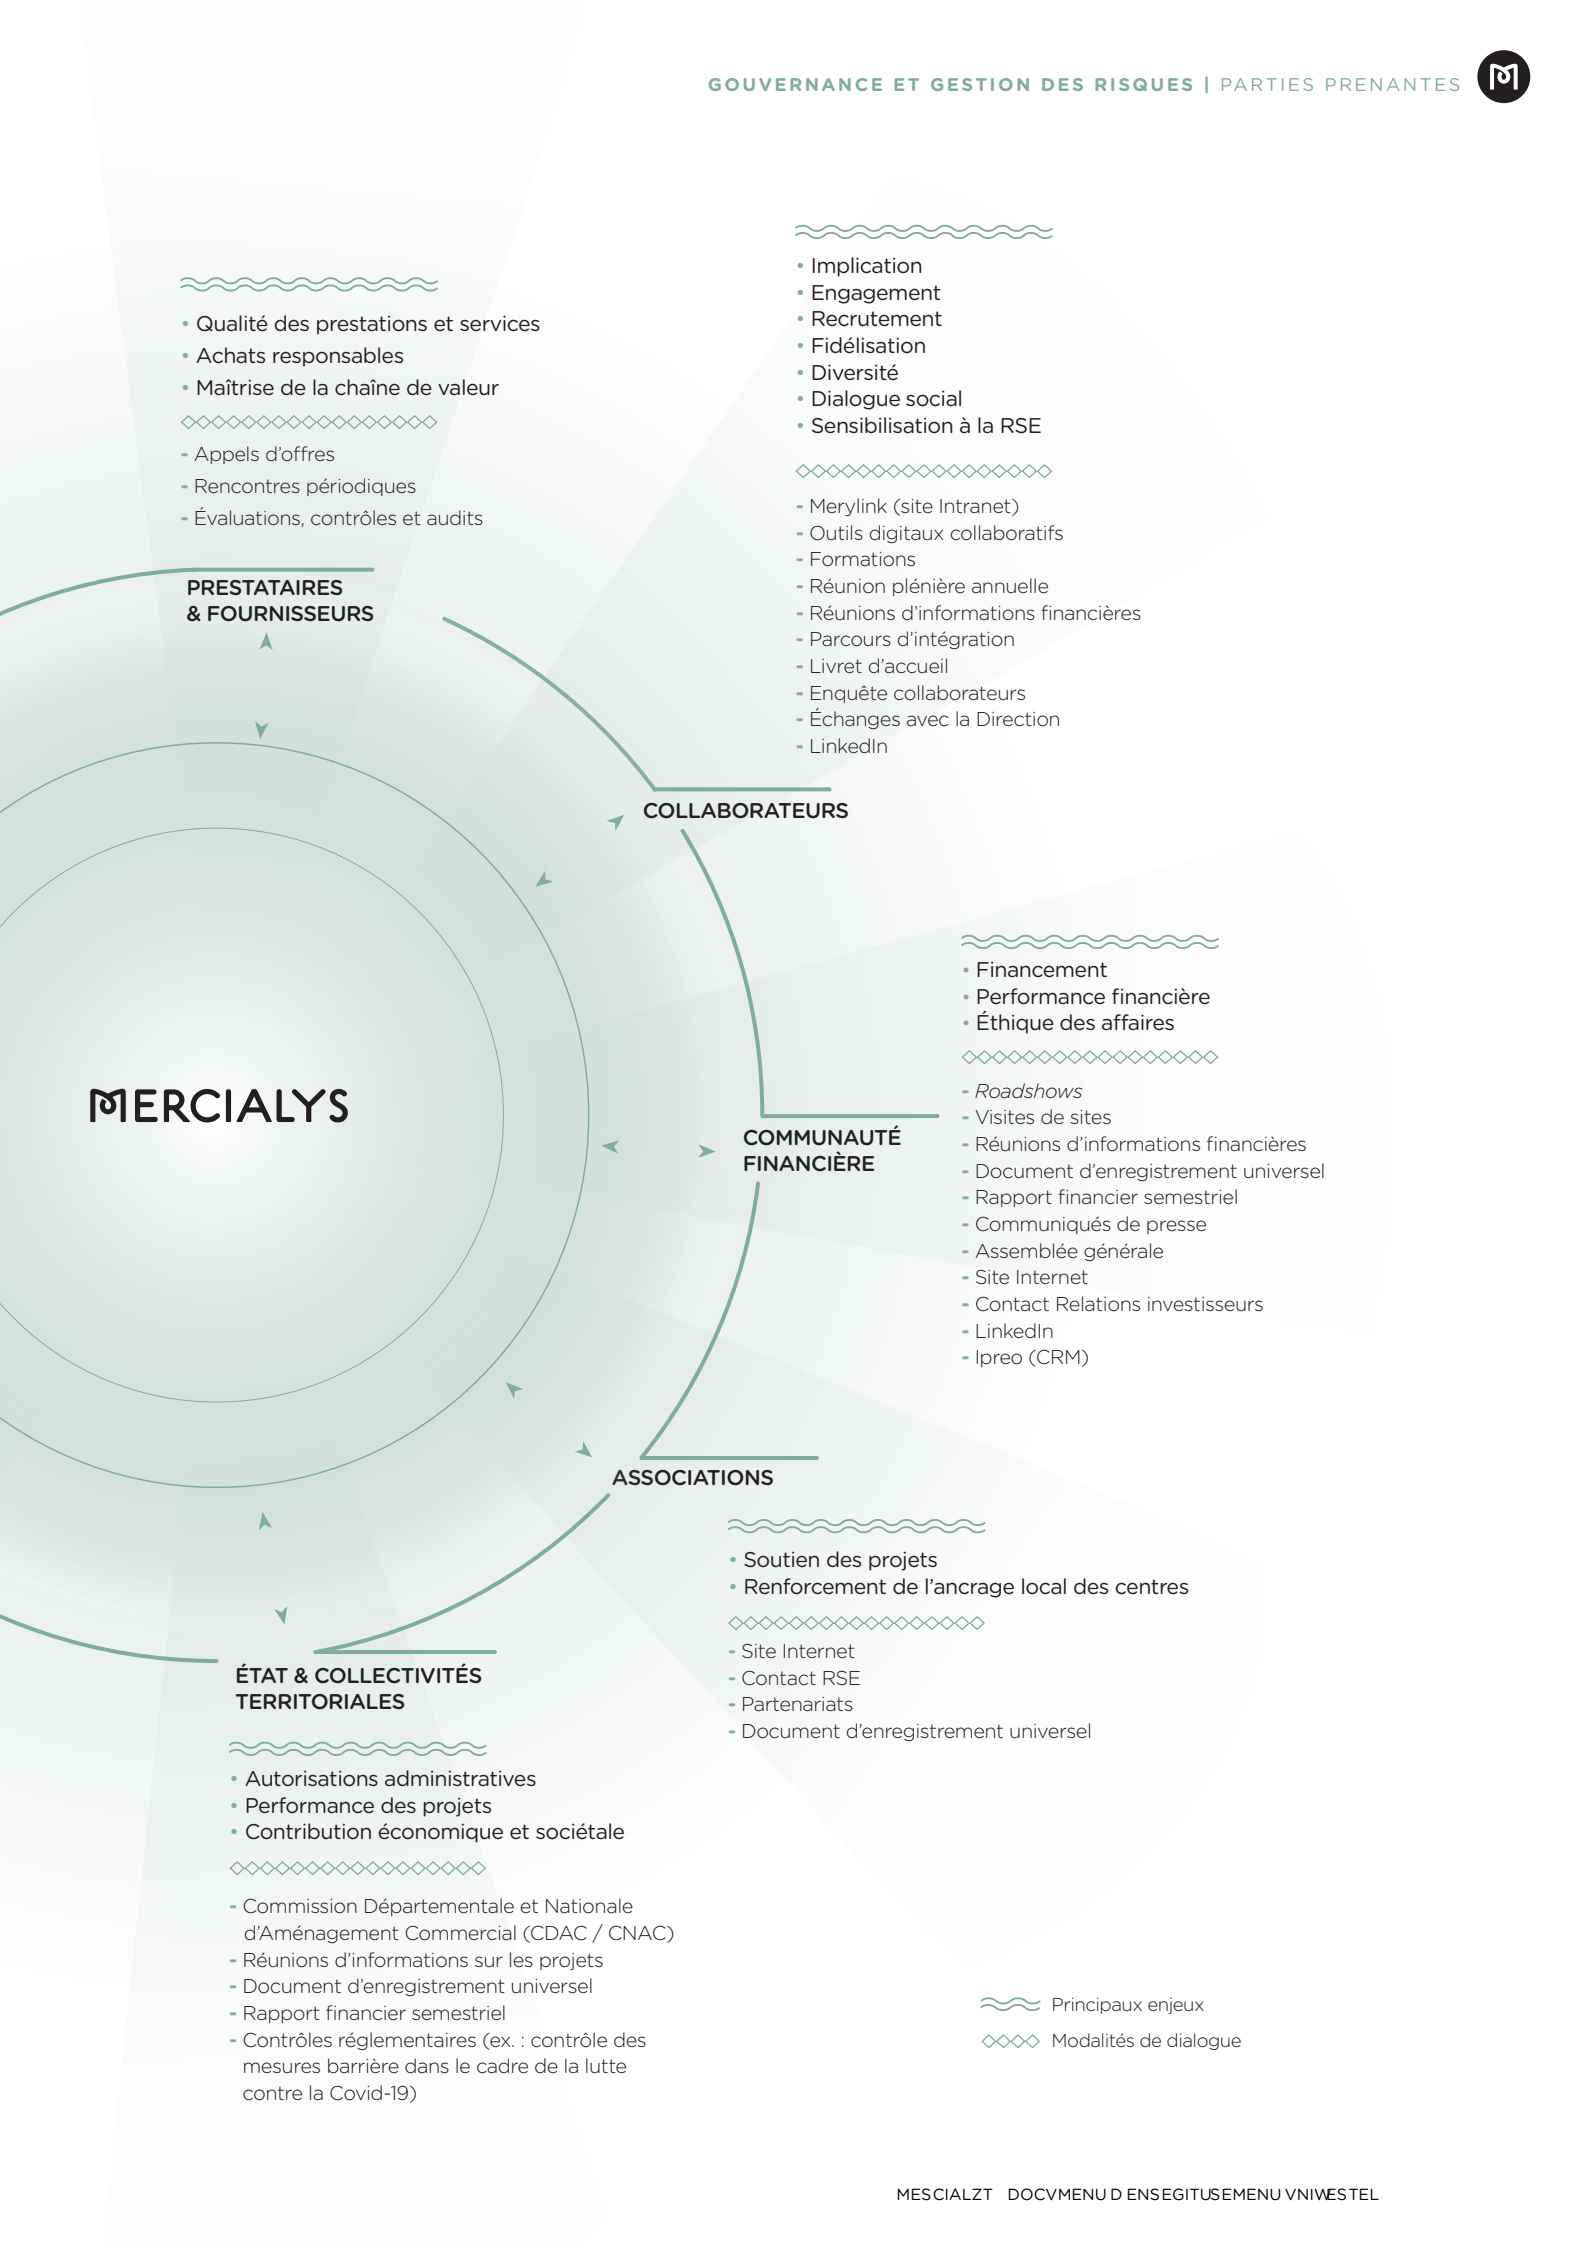 GOUVERNANCE ET GESTION DES RISQUES | PARTIES PRENANTES
• Qualité des prestations et services
• Achats responsables
• Maîtrise de la chaîne de valeur
- Appels d’offres
- Rencontres périodiques
- Évaluations, contrôles et audits
PRESTATAIRES
& FOURNISSEURS
• Implication
• Engagement
• Recrutement
• Fidélisation
• Diversité
• Dialogue social
• Sensibilisation à la RSE
- Merylink (site Intranet)
- Outils digitaux collaboratifs
- Formations
- Réunion plénière annuelle
- Réunions d’informations financières
- Parcours d’intégration
- Livret d’accueil
- Enquête collaborateurs
- Échanges avec la Direction
- LinkedIn
COLLABORATEURS
• Financement
• Performance financière
• Éthique des affaires
- Roadshows
- Visites de sites
- Réunions d’informations financières
- Document d’enregistrement universel
- Rapport financier semestriel
- Communiqués de presse
- Assemblée générale
- Site Internet
- Contact Relations investisseurs
- LinkedIn
- Ipreo (CRM)
MERCIALYS
COMMUNAUTÉ
FINANCIÈRE
ASSOCIATIONS
• Soutien des projets
• Renforcement de l’ancrage local des centres
- Site Internet
- Contact RSE
- Partenariats
- Document d’enregistrement universel
ÉTAT & COLLECTIVITÉS
TERRITORIALES
• Autorisations administratives
• Performance des projets
• Contribution économique et sociétale
- Commission Départementale et Nationale
d’Aménagement Commercial (CDAC / CNAC)
- Réunions d’informations sur les projets
- Document d’enregistrement universel
- Rapport financier semestriel
- Contrôles réglementaires (ex. : contrôle des
mesures barrière dans le cadre de la lutte
contre la Covid-19)
Principaux enjeux
Modalités de dialogue
MESCIALZT DOCVMENU D ENSEGITUSEMENU VNIWESTEL